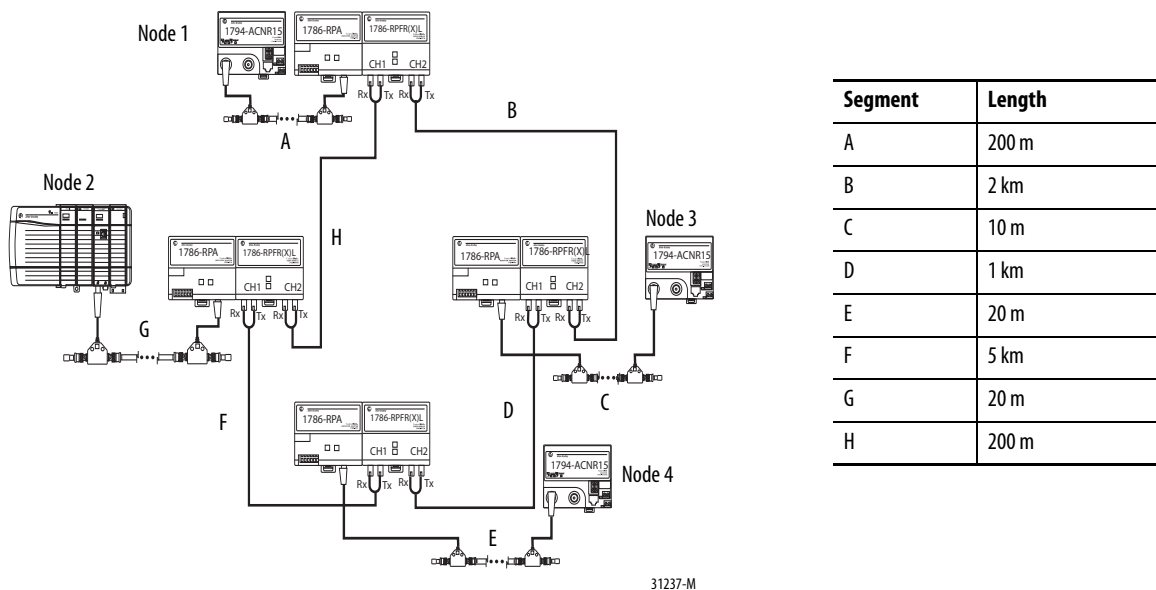 Node 1
1794-ACNR15
1786-RPA
1786-RPFR(X)L
CH1 CH2
Rx Tx Rx Tx
A
B
Node 2
H
Node 3
1786-RPA
1786-RPFR(X)L
CH1 CH2
Rx Tx Rx Tx
G
1786-RPA
1786-RPFR(X)L
CH1 CH2
Rx Tx Rx Tx
1794-ACNR15
C
F
D
1786-RPA
1786-RPFR(X)L
CH1 CH2
Rx Tx Rx Tx
1794-ACNR15
Node 4
E
31237-M
Segment Length
A 200 m
B 2 km
C 10 m
D 1 km
E 20 m
F 5 km
G 20 m
H 200 m